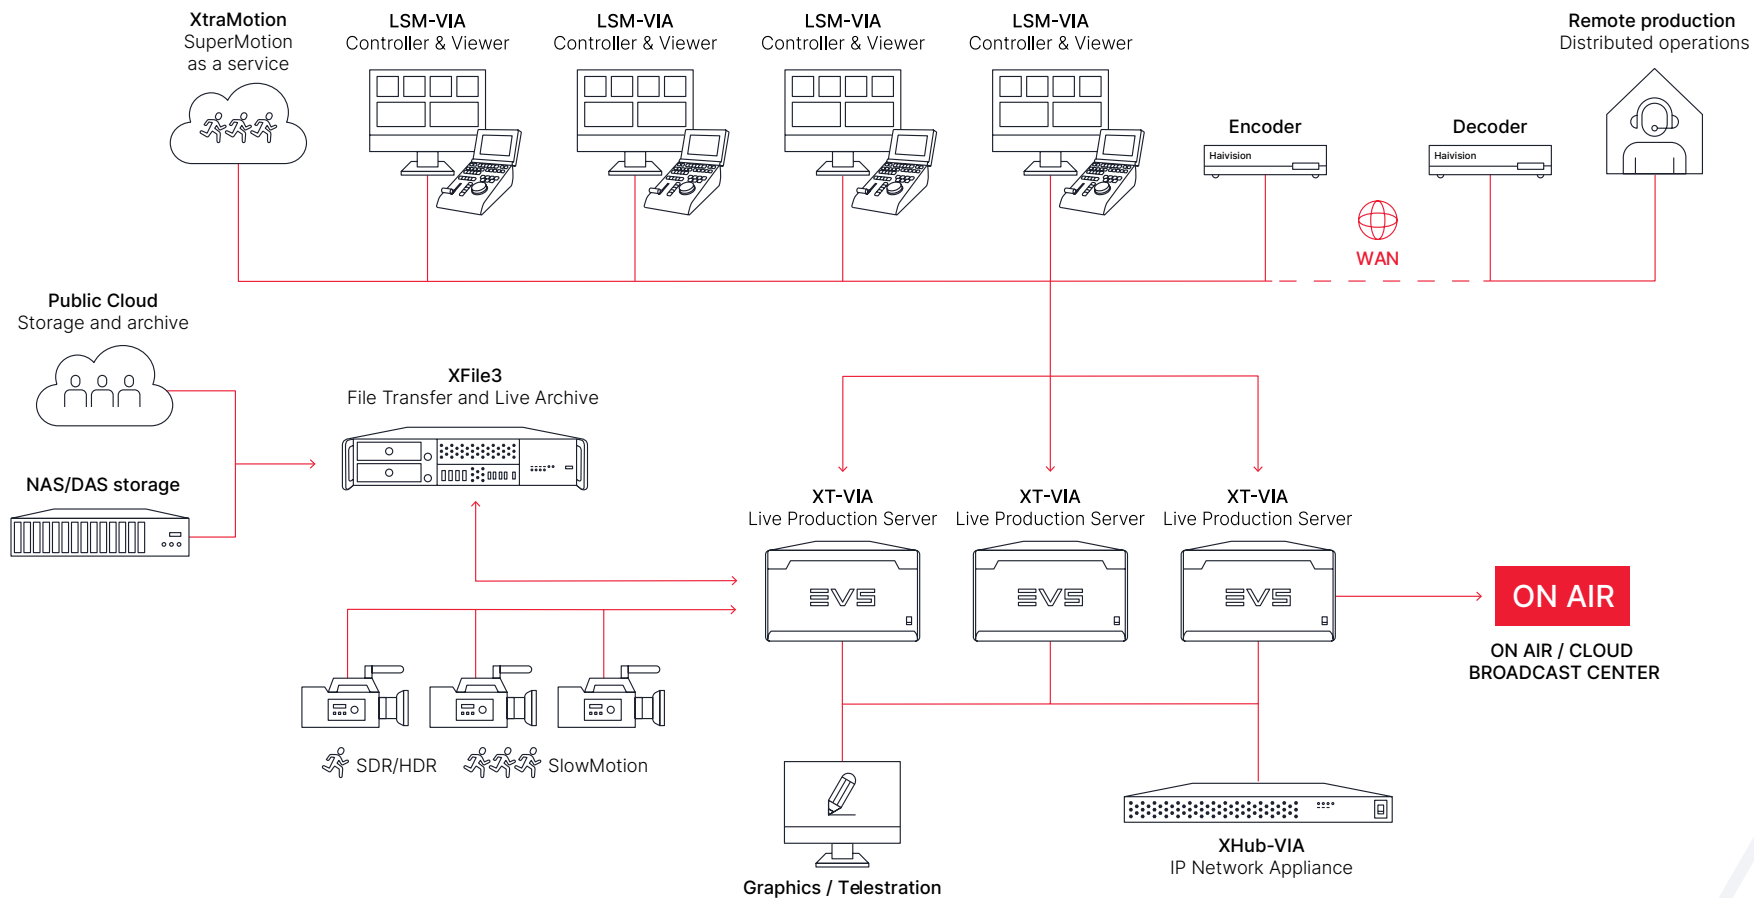 XtraMotion
SuperMotion
as a service
LSM-VIA
Controller & Viewer
LSM-VIA
Controller & Viewer
LSM-VIA
Controller & Viewer
LSM-VIA
Controller & Viewer
Remote production
Distributed operations
Encoder
Haivision
Decoder
Haivision
WAN
Public Cloud
Storage and archive
XFile3
File Transfer and Live Archive
NAS/DAS storage
XT-VIA
Live Production Server
XT-VIA
Live Production Server
XT-VIA
Live Production Server
EVS
EVS
EVS
ON AIR
ON AIR / CLOUD
BROADCAST CENTER
SDR/HDR
SlowMotion
Graphics / Telestration
XHub-VIA
IP Network Appliance